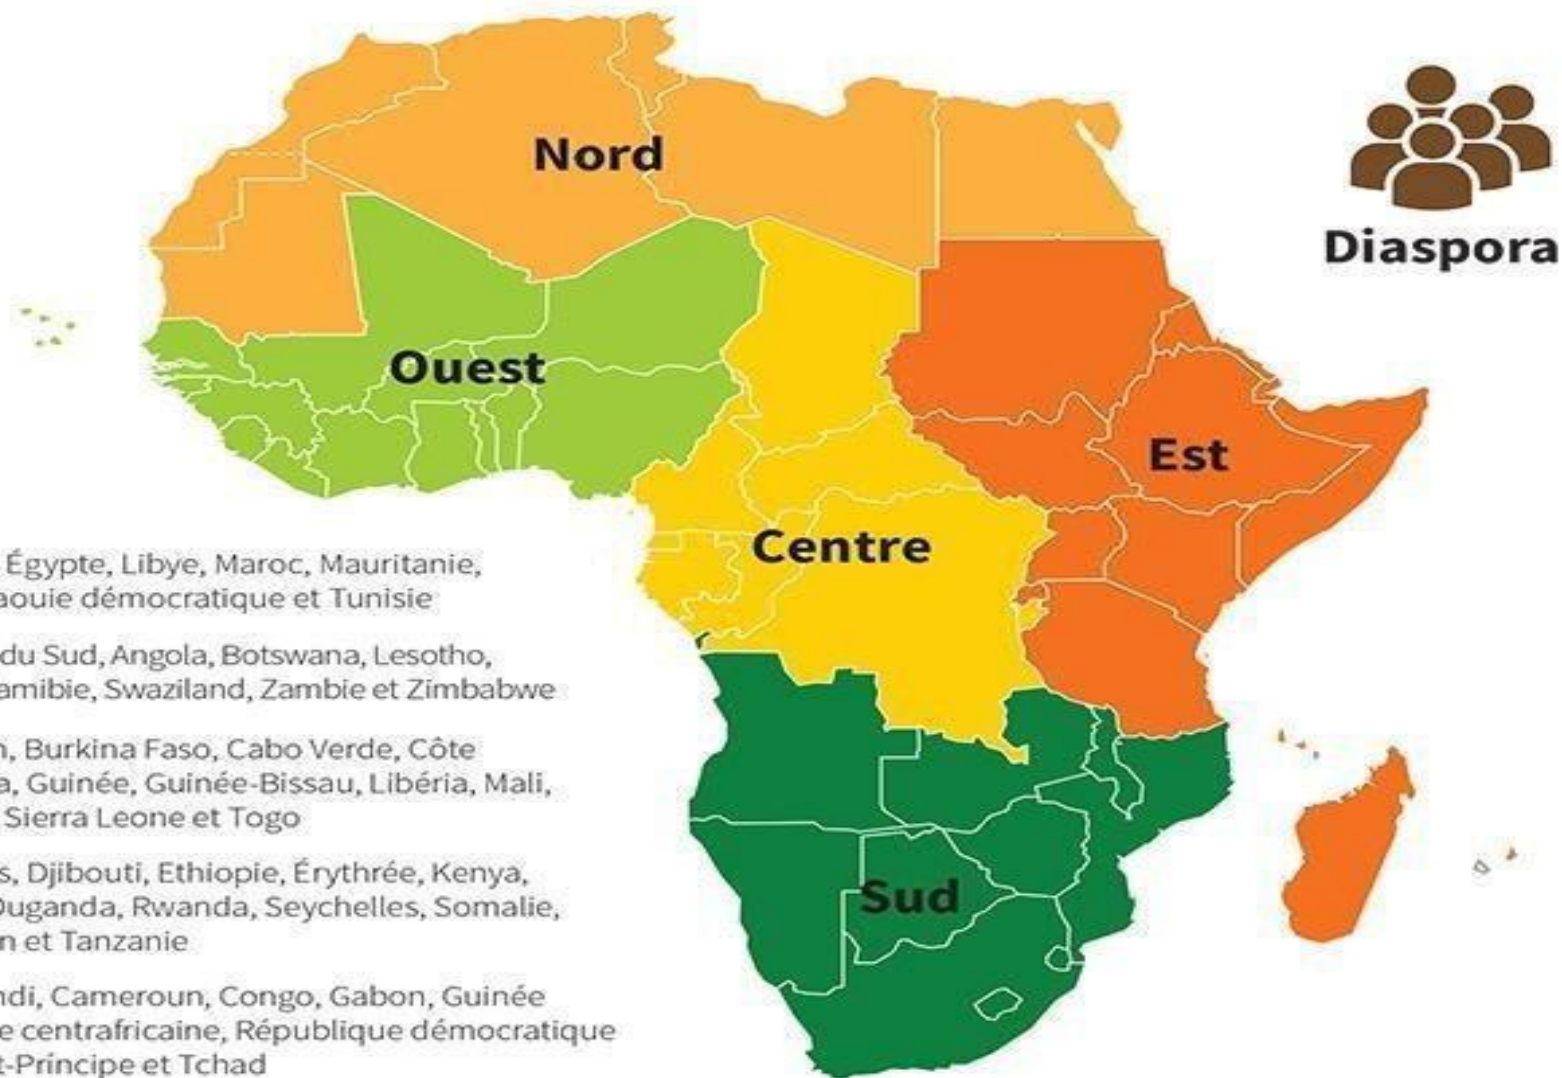 Nord
Diaspora
Ouest
Est
Centre
Sud
Égypte, Libye, Maroc, Mauritanie,
aouie démocratique et Tunisie
du Sud, Angola, Botswana, Lesotho,
amibie, Swaziland, Zambie et Zimbabwe
n, Burkina Faso, Cabo Verde, Côte
a, Guinée, Guinée-Bissau, Libéria, Mali,
Sierra Leone et Togo
s, Djibouti, Ethiopie, Érythrée, Kenya,
Ouganda, Rwanda, Seychelles, Somalie,
n et Tanzanie
ndi, Cameroun, Congo, Gabon, Guinée
e centrafricaine, République démocratique
t-Príncipe et Tchad